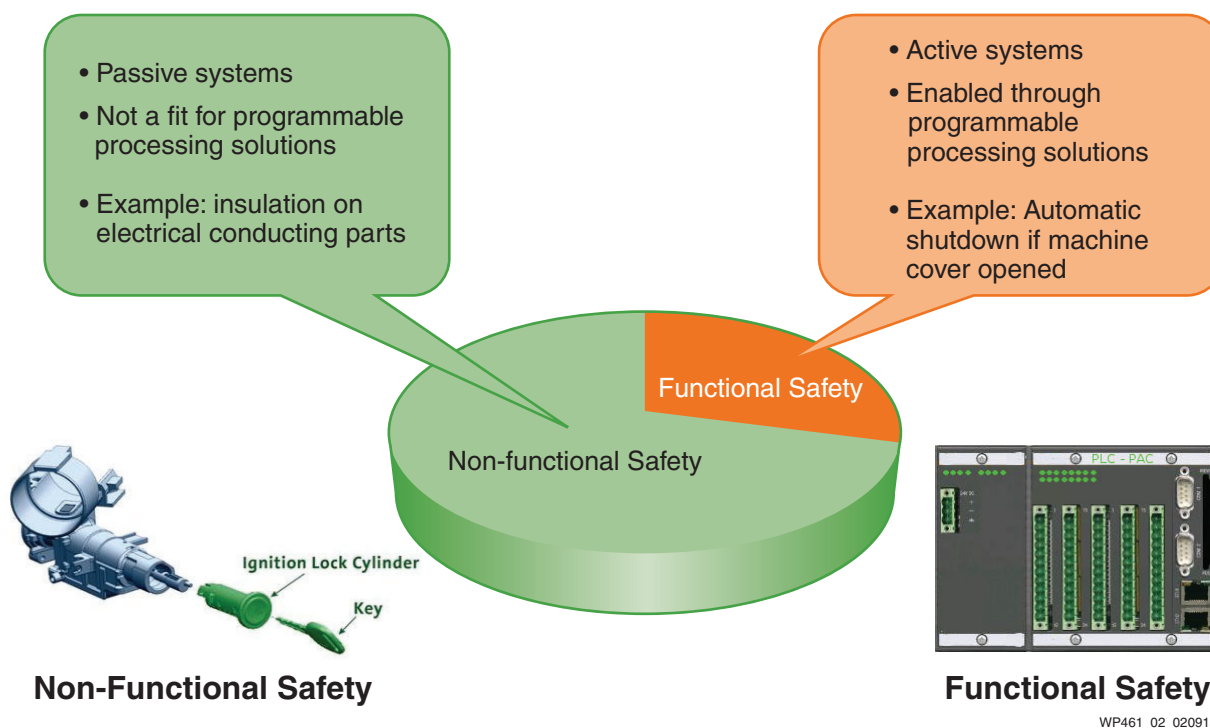 • Passive systems
• Not a fit for programmable
processing solutions
• Example: insulation on
electrical conducting parts
• Active systems
• Enabled through
programmable
processing solutions
• Example: Automatic
shutdown if machine
cover opened
Functional Safety
Non-functional Safety
Ignition Lock Cylinder
Key
PLC - PAC
Non-Functional Safety
Functional Safety
WP461_02_02091